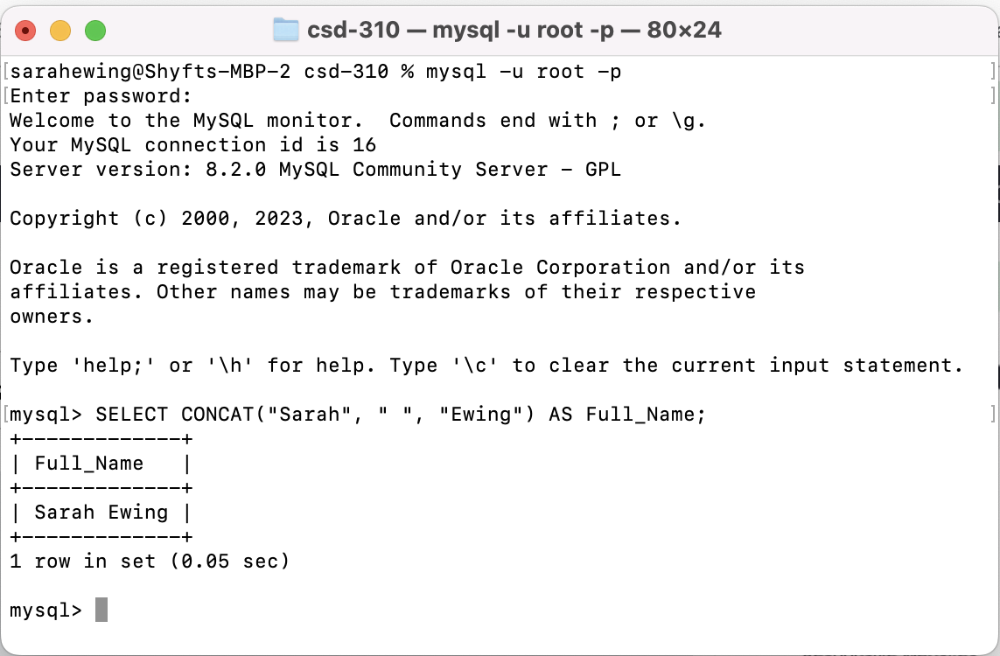 csd-310 — mysql -u root -p — 80×24
[sarahewing@Shyfts-MBP-2 csd-310 % mysql -u root -p ]
[Enter password: ]
Welcome to the MySQL monitor.  Commands end with ; or \g.
Your MySQL connection id is 16
Server version: 8.2.0 MySQL Community Server - GPL

Copyright (c) 2000, 2023, Oracle and/or its affiliates.

Oracle is a registered trademark of Oracle Corporation and/or its
affiliates. Other names may be trademarks of their respective
owners.

Type 'help;' or '\h' for help. Type '\c' to clear the current input statement.

[mysql> SELECT CONCAT("Sarah", " ", "Ewing") AS Full_Name; ]
+-------------+
| Full_Name   |
+-------------+
| Sarah Ewing |
+-------------+
1 row in set (0.05 sec)

mysql>